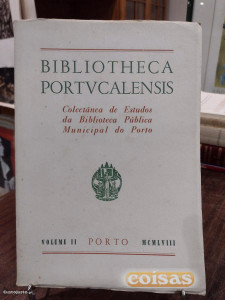 BIBLIOTHECA
PORTVCALENSIS
Colectânea de Estudos
da Biblioteca Pública
Municipal do Porto
VOLUME II PORTO MCMLVIII
coisas